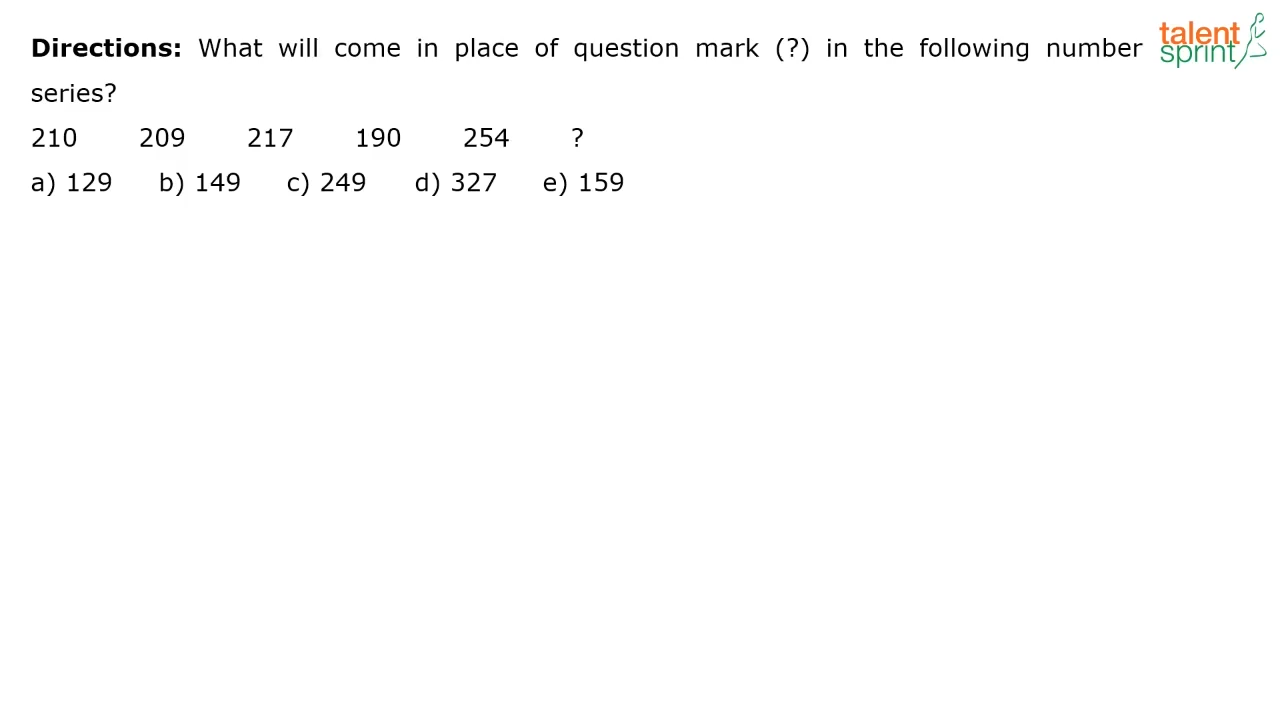 Directions: What will come in place of question mark (?) in the following number
series?
210 209 217 190 254 ?
a) 129 b) 149 c) 249 d) 327 e) 159
talent
sprint